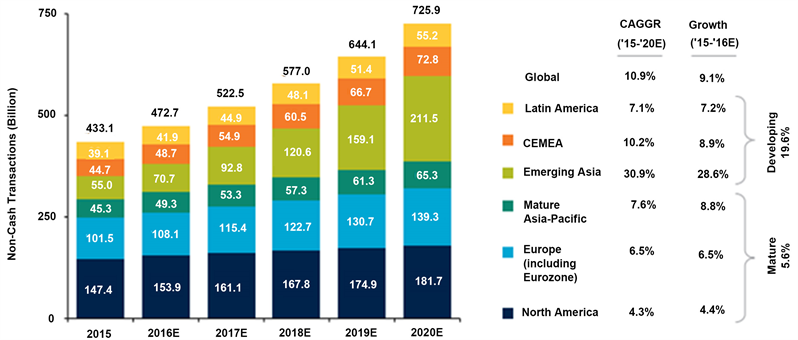 Non-Cash Transactions (Billion)
750
500
250
0
433.1
39.1
44.7
55.0
45.3
101.5
147.4
2015
472.7
41.9
48.7
70.7
49.3
108.1
153.9
2016E
522.5
44.9
54.9
92.8
53.3
115.4
161.1
2017E
577.0
48.1
60.5
120.6
57.3
122.7
167.8
2018E
644.1
51.4
66.7
159.1
61.3
130.7
174.9
2019E
725.9
55.2
72.8
211.5
65.3
139.3
181.7
2020E
CAGGR Growth
('15-'20E) ('15-'16E)
Global 10.9% 9.1%
Latin America 7.1% 7.2%
CEMEA 10.2% 8.9%
Emerging Asia 30.9% 28.6%
Mature
Asia-Pacific 7.6% 8.8%
Europe
(including 6.5% 6.5%
Eurozone)
North America 4.3% 4.4%
Developing
19.6%
Mature
5.6%